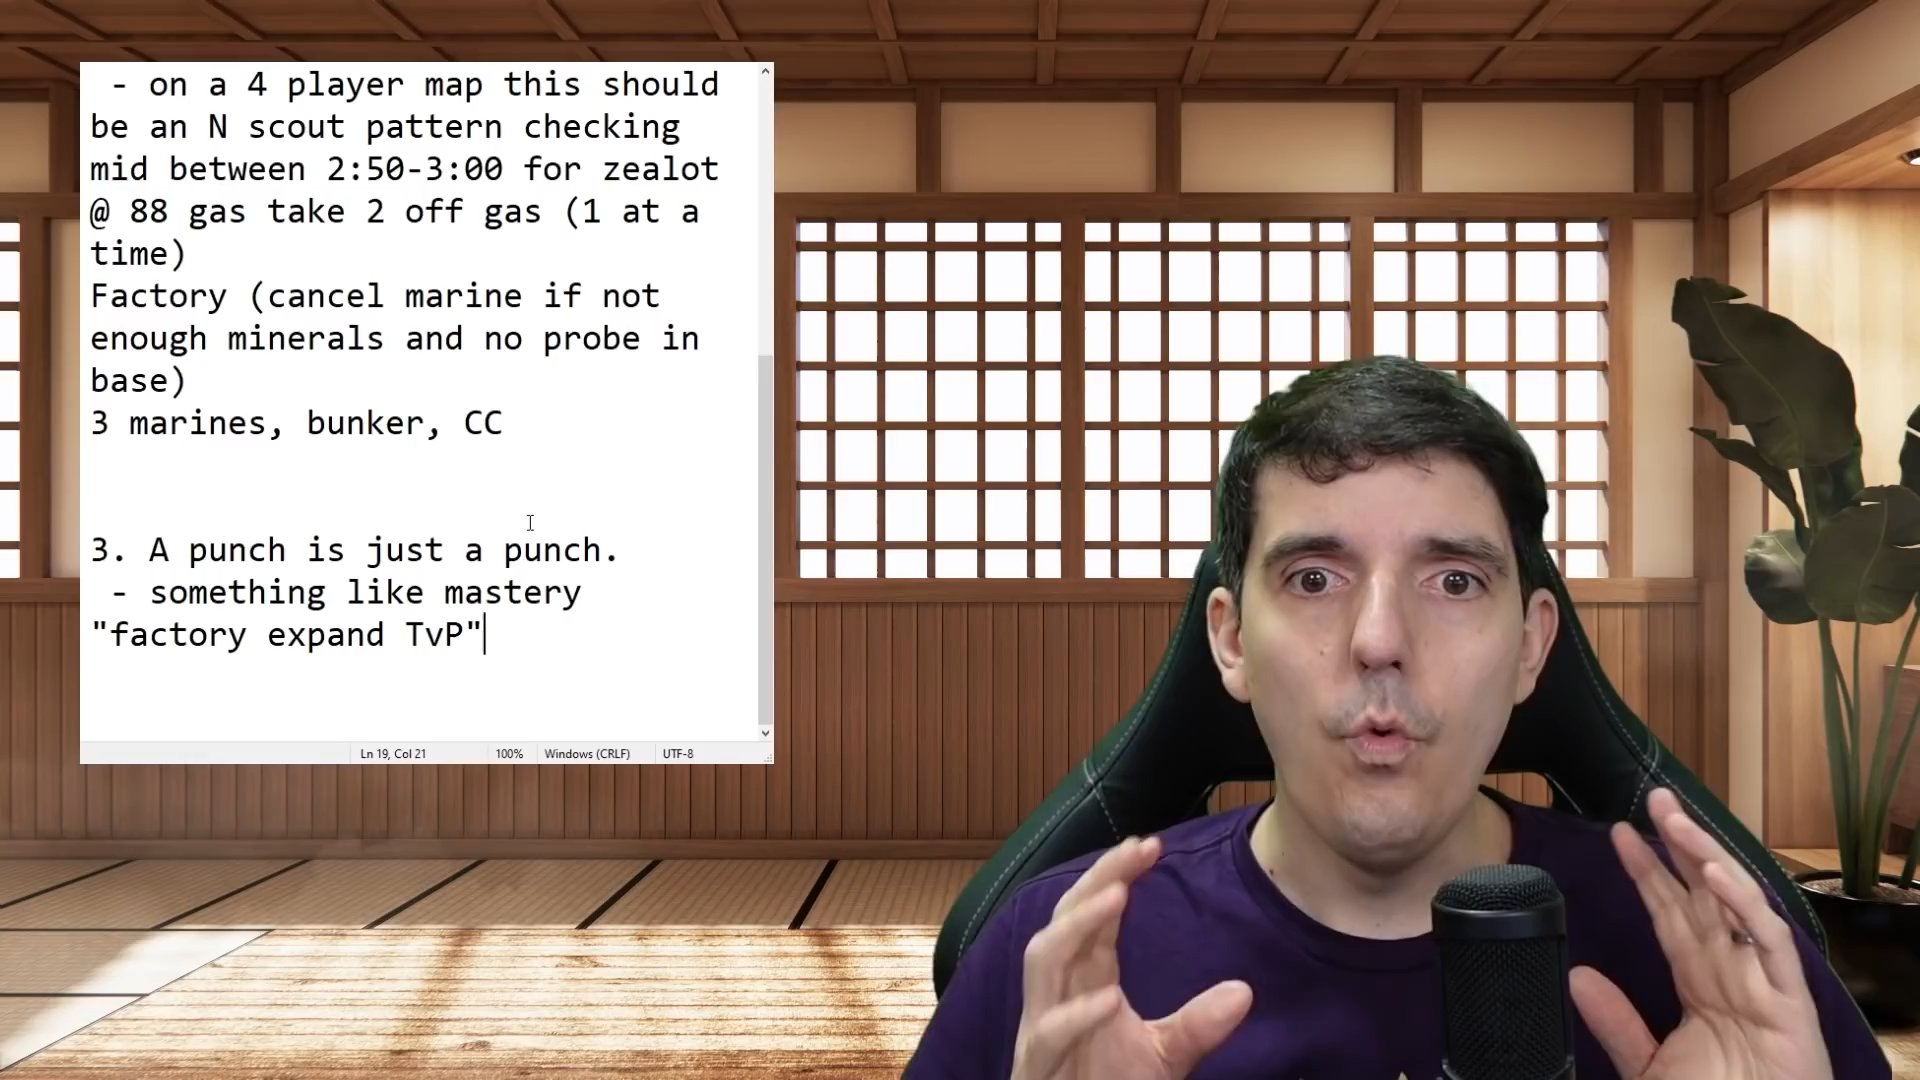 - on a 4 player map this should
be an N scout pattern checking
mid between 2:50-3:00 for zealot
@ 88 gas take 2 off gas (1 at a
time)
Factory (cancel marine if not
enough minerals and no probe in
base)
3 marines, bunker, CC
3. A punch is just a punch.
- something like mastery
"factory expand TvP"
Ln 19, Col 21
100%
Windows (CRLF)
UTF-8